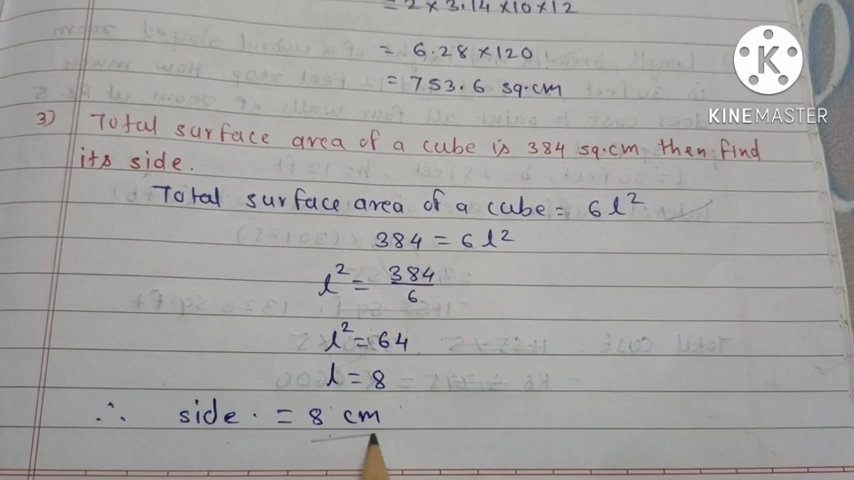 = 2 × 3.14 × 10 × 12
= 6.28 × 120
= 753.6 sq.cm
K
KINEMASTER
3) Total surface area of a cube is 384 sq.cm then find
its side.
Total surface area of a cube = 6l²
384 = 6l²
l² = 384/6
l² = 64
l = 8
∴ side. = 8 cm